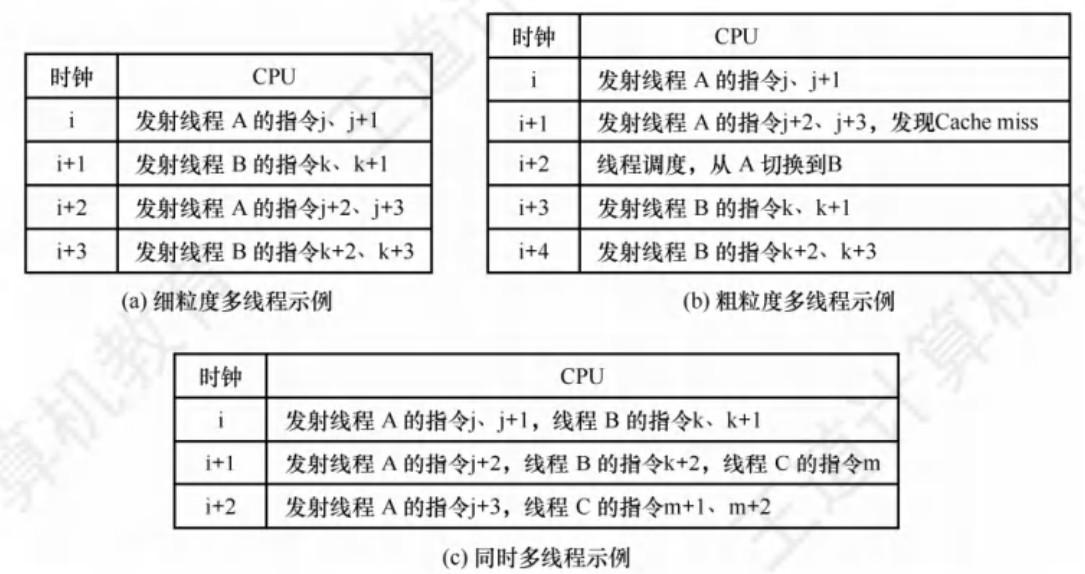 时钟 CPU
i 发射线程 A 的指令j、j+1
i+1 发射线程 B 的指令k、k+1
i+2 发射线程 A 的指令j+2、j+3
i+3 发射线程 B 的指令k+2、k+3
(a) 细粒度多线程示例
时钟 CPU
i 发射线程 A 的指令j、j+1
i+1 发射线程 A 的指令j+2、j+3，发现Cache miss
i+2 线程调度，从 A 切换到B
i+3 发射线程 B 的指令k、k+1
i+4 发射线程 B 的指令k+2、k+3
(b) 粗粒度多线程示例
时钟 CPU
i 发射线程 A 的指令j、j+1，线程 B 的指令k、k+1
i+1 发射线程 A 的指令j+2，线程 B 的指令k+2，线程 C 的指令m
i+2 发射线程 A 的指令j+3，线程 C 的指令m+1、m+2
(c) 同时多线程示例
王道计算机教育